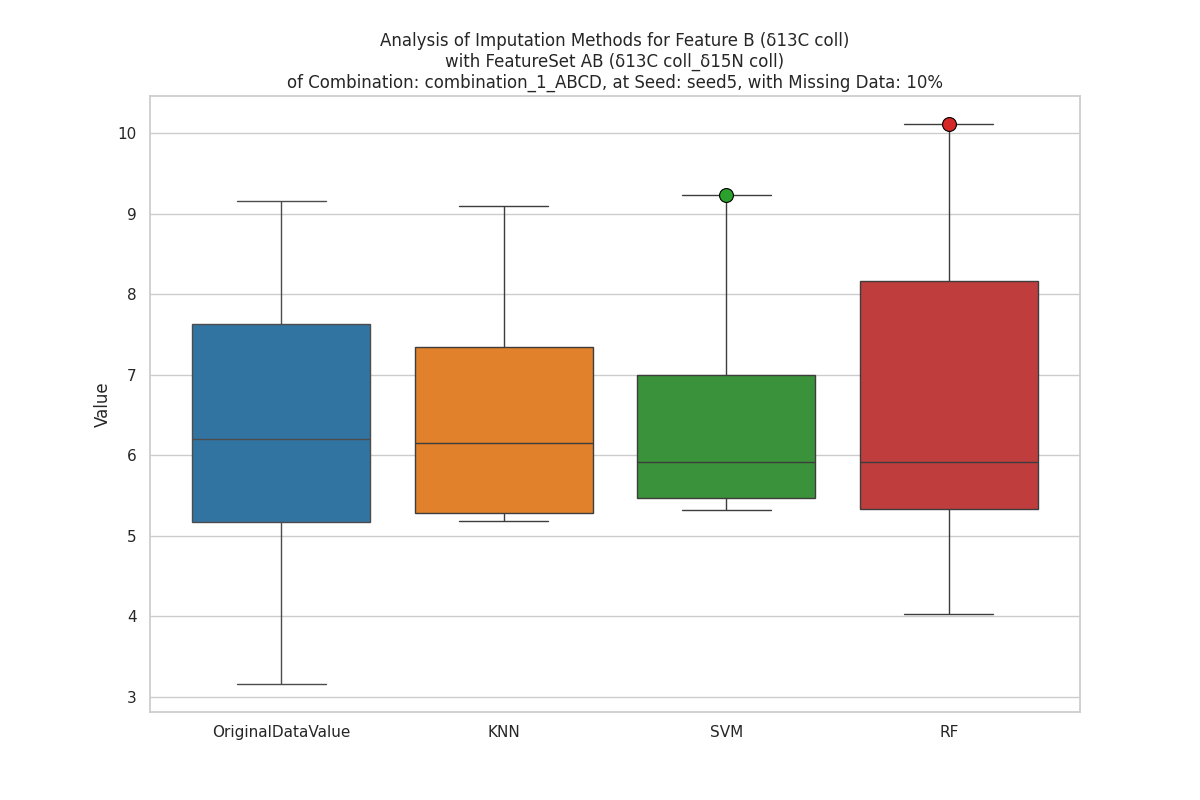 Analysis of Imputation Methods for Feature B (δ13C coll)
with FeatureSet AB (δ13C coll_δ15N coll)
of Combination: combination_1_ABCD, at Seed: seed5, with Missing Data: 10%
10
9
8
7
6
5
4
3
Value
OriginalDataValue
KNN
SVM
RF